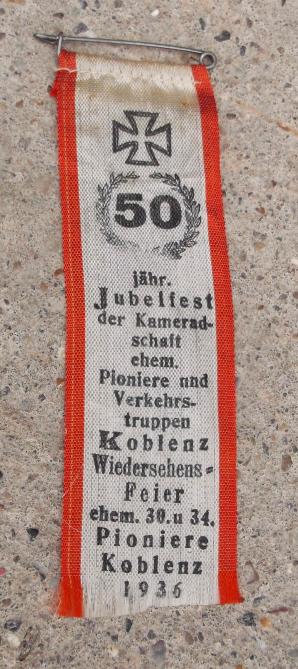 50
jähr.
Jubelfest
der Kamerad-
schaft
ehem.
Pioniere und
Verkehrs-
truppen
Koblenz
Wiedersehens-
Feier
ehem. 30. u 34.
Pioniere
Koblenz
1936